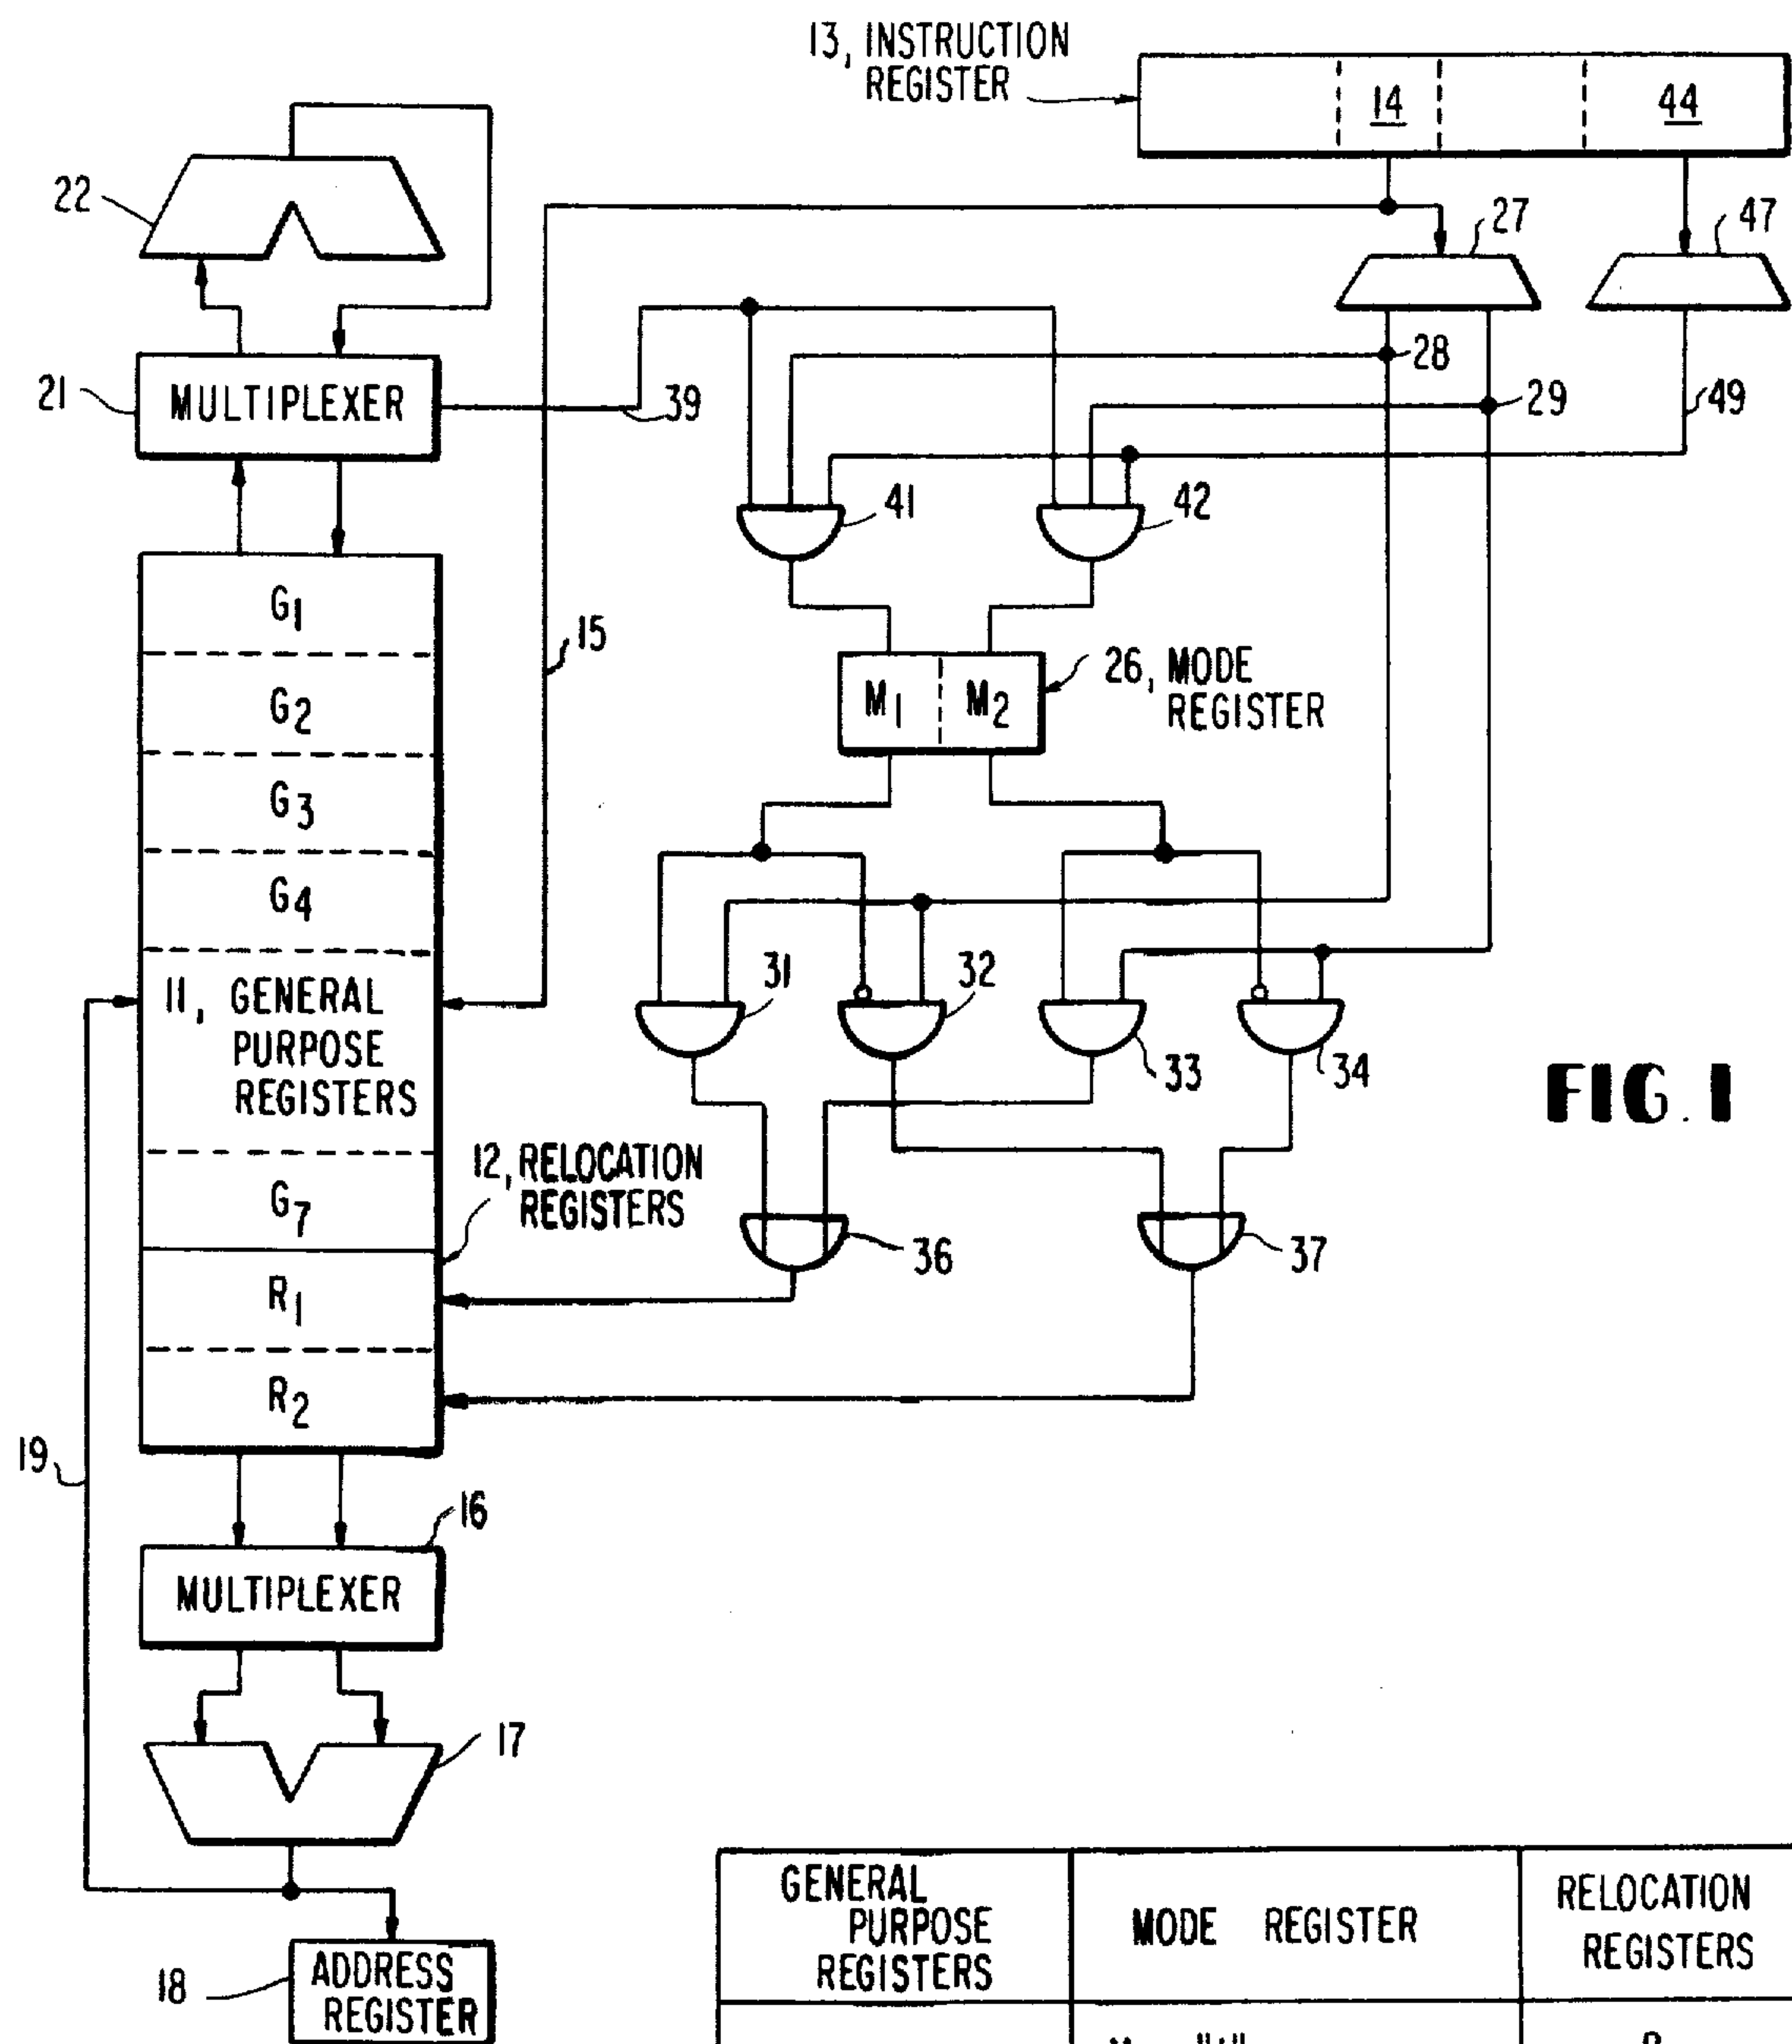 13, INSTRUCTION
REGISTER
14
44
22
27
47
28
21
MULTIPLEXER
39
29
49
41
42
G1
15
26, MODE
REGISTER
M1
M2
G2
G3
G4
11, GENERAL
PURPOSE
REGISTERS
31
32
33
34
FIG. 1
12, RELOCATION
REGISTERS
G7
36
37
R1
R2
19
16
MULTIPLEXER
17
18
ADDRESS
REGISTER
GENERAL
PURPOSE
REGISTERS
MODE REGISTER
RELOCATION
REGISTERS